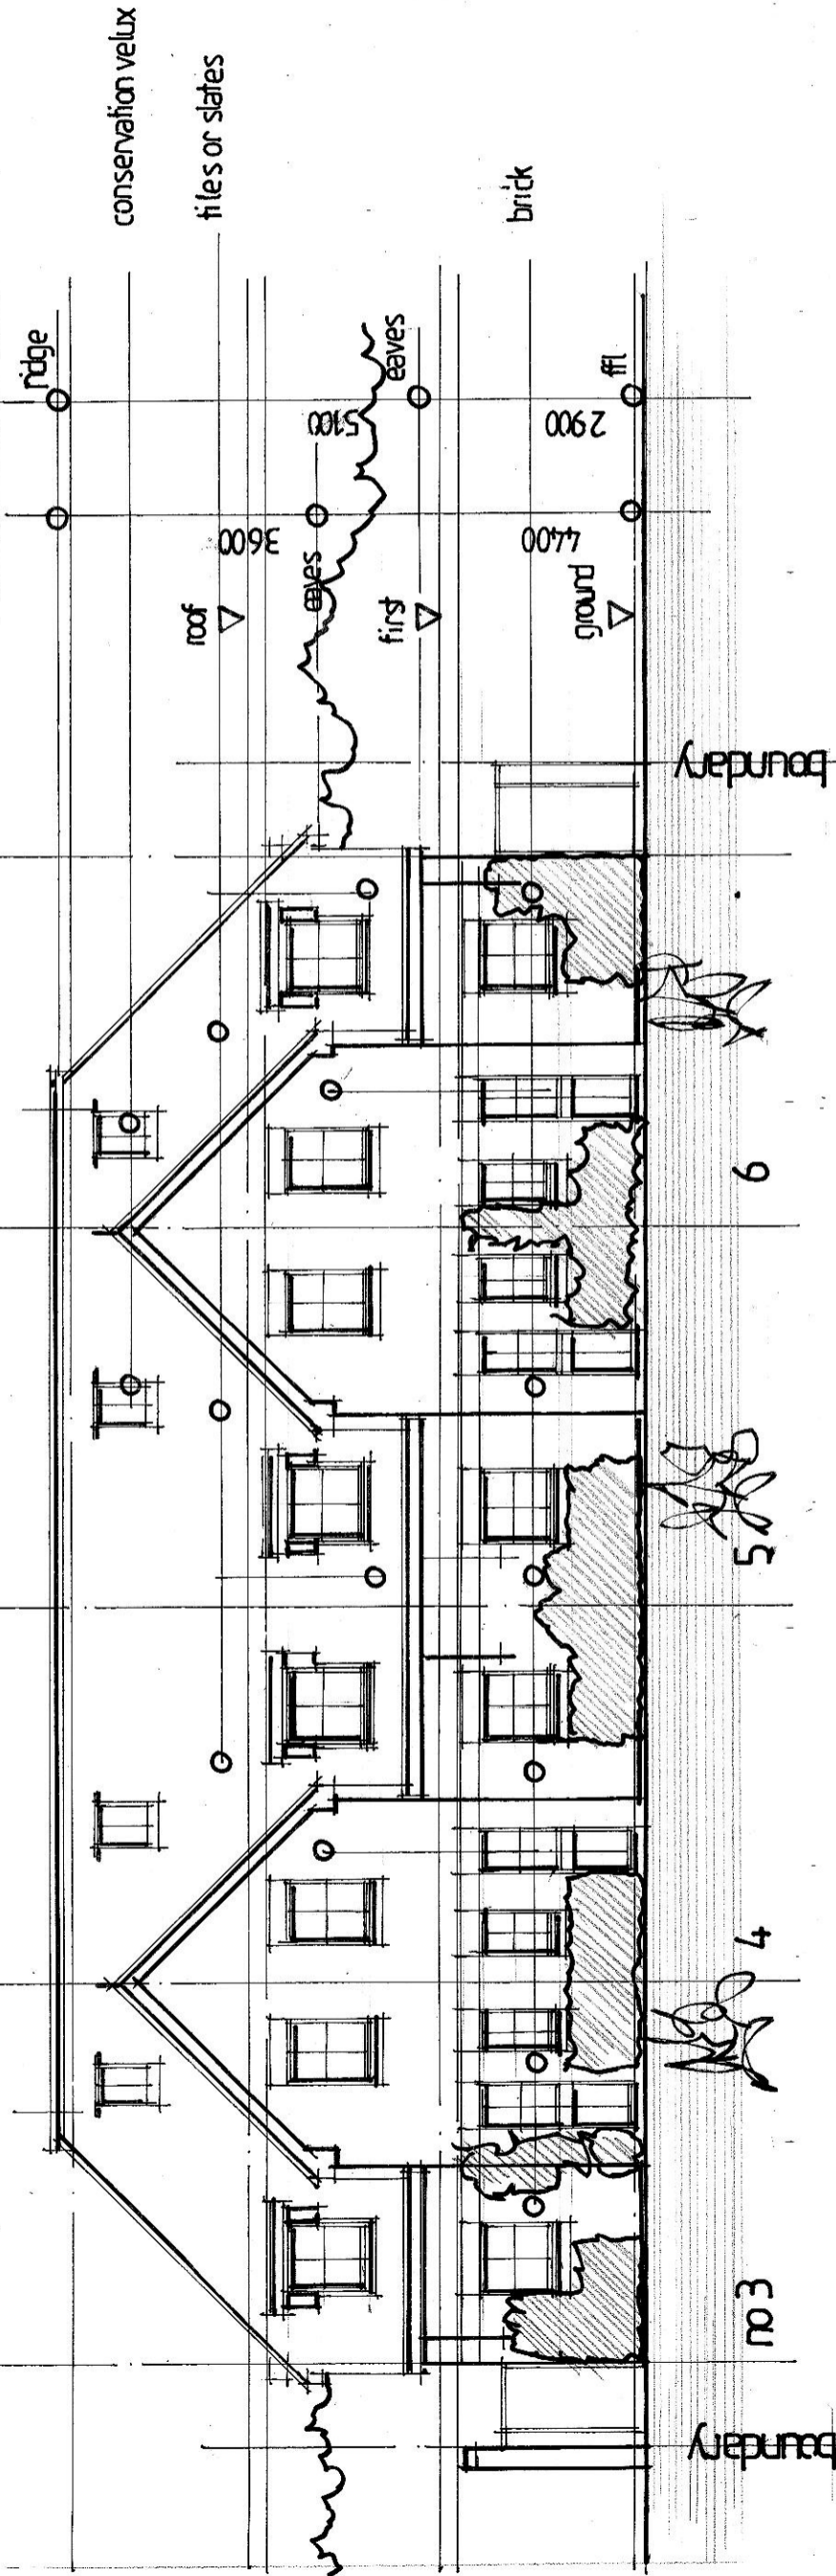 conservation velux
tiles or slates
brick
ridge
eaves
ffl
5100
2900
3600
4400
eaves
roof
first
ground
boundary
6
5
4
no 3
boundary